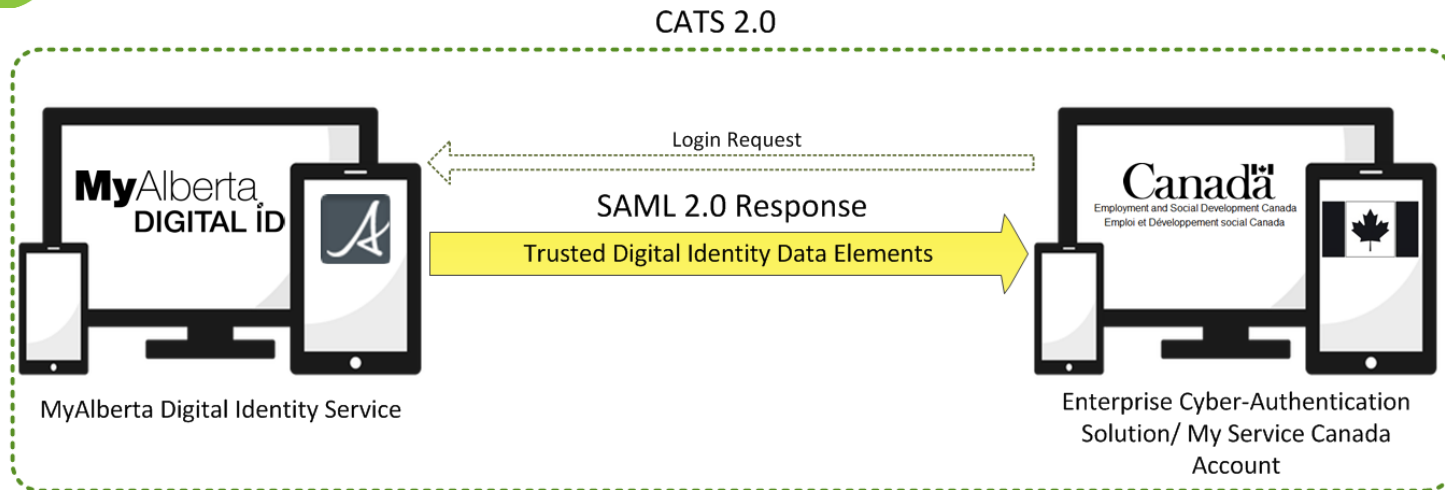 CATS 2.0
Login Request
MyAlberta
DIGITAL ID
SAML 2.0 Response
Trusted Digital Identity Data Elements
Canada
Employment and Social Development Canada
Emploi et Développement social Canada
MyAlberta Digital Identity Service
Enterprise Cyber-Authentication
Solution/ My Service Canada
Account